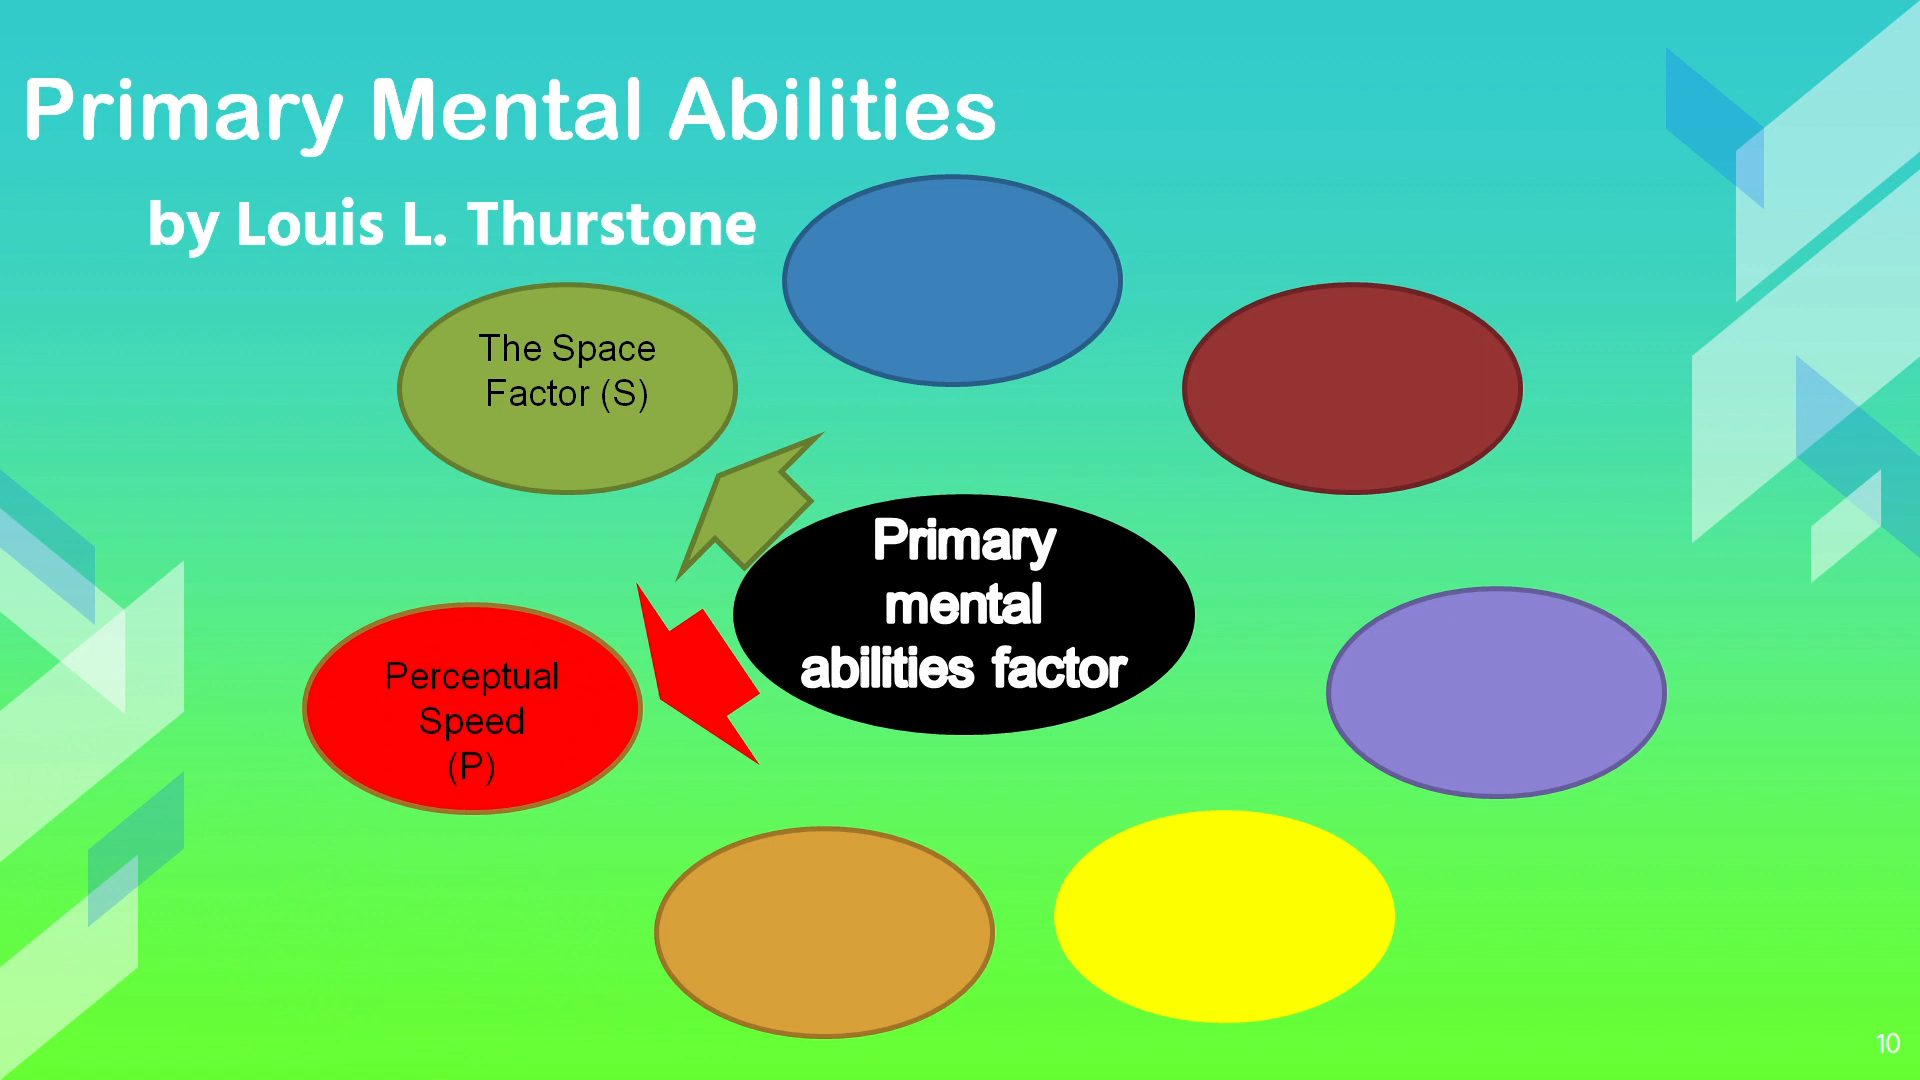 Primary Mental Abilities
by Louis L. Thurstone
The Space
Factor (S)
Primary
mental
abilities factor
Perceptual
Speed
(P)
10